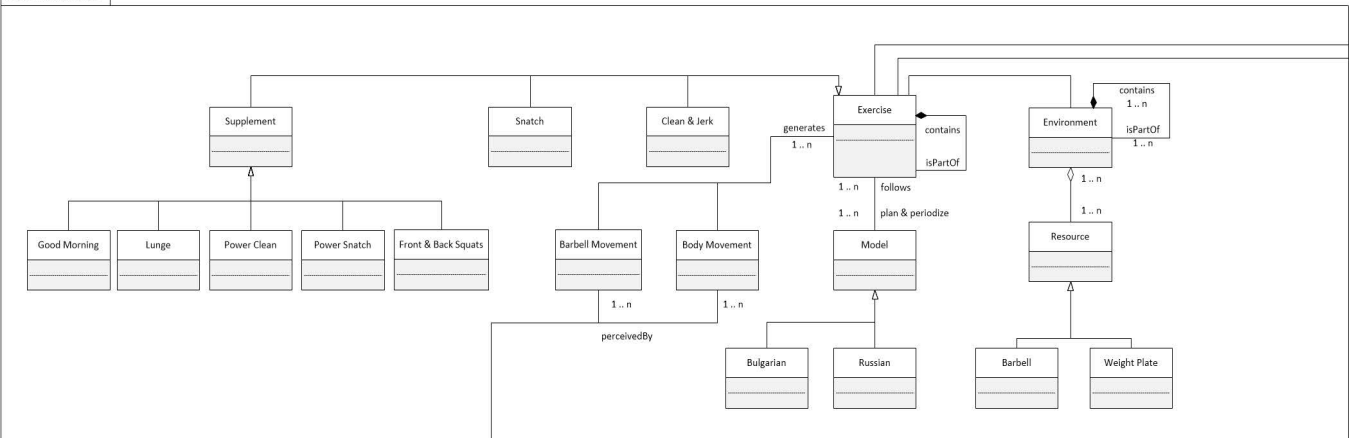 contains
Exercise
1 .. n
Supplement
Snatch
Clean & Jerk
Environment
generates
contains
isPartOf
1 .. n
1 .. n
isPartOf
1 .. n
follows
1 .. n
1 .. n
plan & periodize
1 .. n
Good Morning
Lunge
Power Clean
Power Snatch
Front & Back Squats
Barbell Movement
Body Movement
Model
Resource
1 .. n
1 .. n
perceivedBy
Bulgarian
Russian
Barbell
Weight Plate